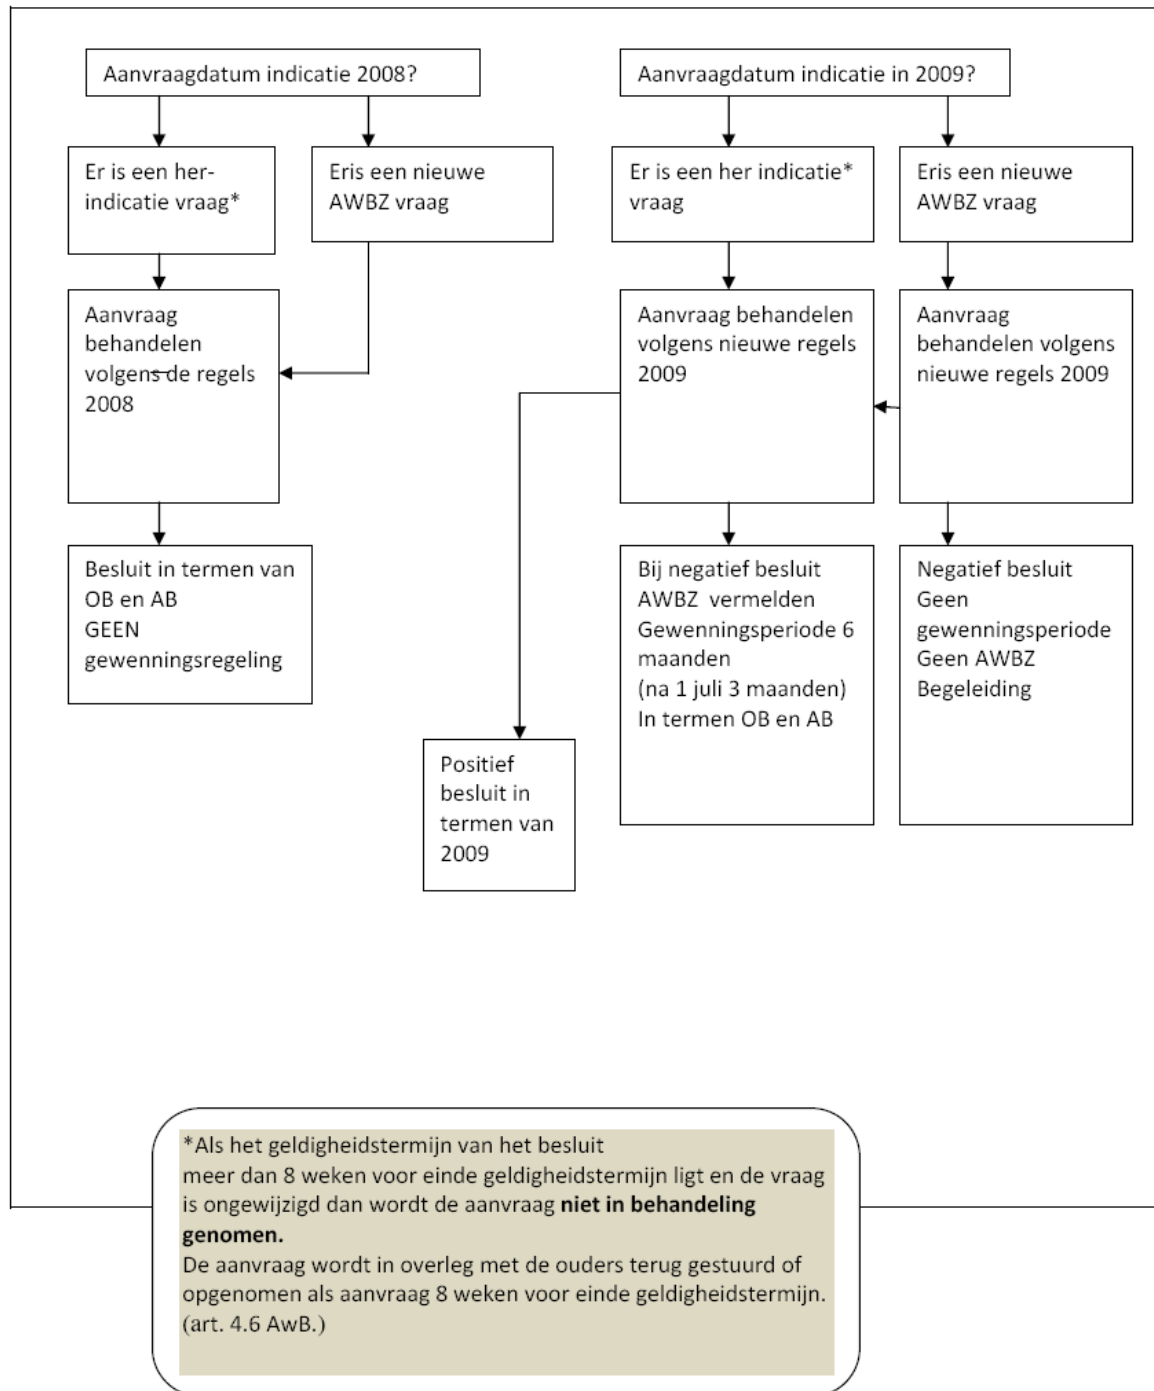 Aanvraagdatum indicatie 2008?
Aanvraagdatum indicatie in 2009?
Er is een her-
indicatie vraag*
Eris een nieuwe
AWBZ vraag
Er is een her indicatie*
vraag
Eris een nieuwe
AWBZ vraag
Aanvraag
behandelen
volgens de regels
2008
Aanvraag behandelen
volgens nieuwe regels
2009
Aanvraag
behandelen volgens
nieuwe regels 2009
Besluit in termen van
OB en AB
GEEN
gewenningsregeling
Bij negatief besluit
AWBZ vermelden
Gewenningsperiode 6
maanden
(na 1 juli 3 maanden)
In termen OB en AB
Negatief besluit
Geen
gewenningsperiode
Geen AWBZ
Begeleiding
Positief
besluit in
termen van
2009
*Als het geldigheidstermijn van het besluit
meer dan 8 weken voor einde geldigheidstermijn ligt en de vraag
is ongewijzigd dan wordt de aanvraag niet in behandeling
genomen.
De aanvraag wordt in overleg met de ouders terug gestuurd of
opgenomen als aanvraag 8 weken voor einde geldigheidstermijn.
(art. 4.6 AwB.)